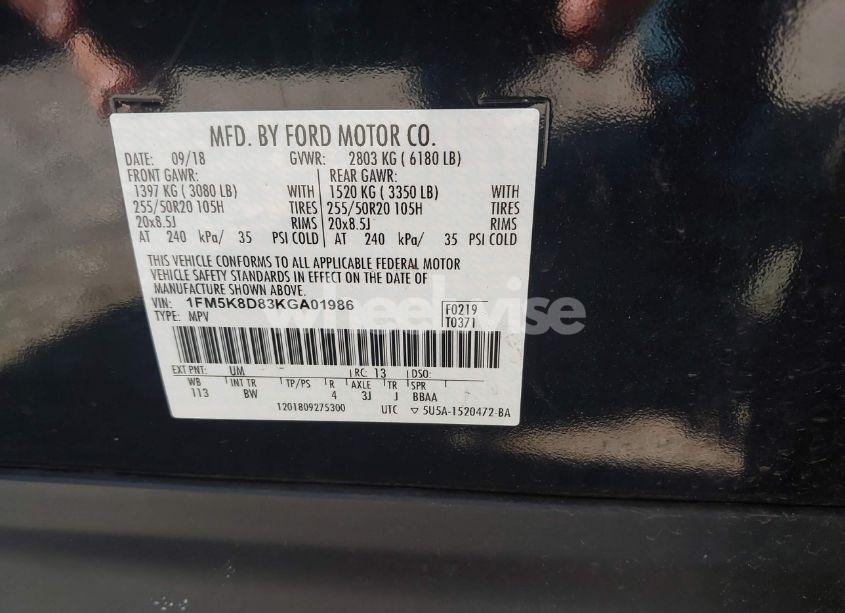 MFD. BY FORD MOTOR CO.
DATE: 09/18 GVWR: 2803 KG ( 6180 LB)
FRONT GAWR: REAR GAWR:
1397 KG ( 3080 LB) WITH 1520 KG ( 3350 LB) WITH
255/50R20 105H TIRES 255/50R20 105H TIRES
20x8.5J RIMS 20x8.5J RIMS
AT 240 kPa/ 35 PSI COLD AT 240 kPa/ 35 PSI COLD
THIS VEHICLE CONFORMS TO ALL APPLICABLE FEDERAL MOTOR
VEHICLE SAFETY STANDARDS IN EFFECT ON THE DATE OF
MANUFACTURE SHOWN ABOVE.
VIN: 1FM5K8D83KGA01986 F0219
TYPE: MPV T0371
wheelwise
EXT PNT: UM RC: 13 DSO:
WB INT TR TP/PS R AXLE TR SPR
113 BW 4 3J J BBAA
1201809275300 UTC ▽ 5U5A-1520472-BA